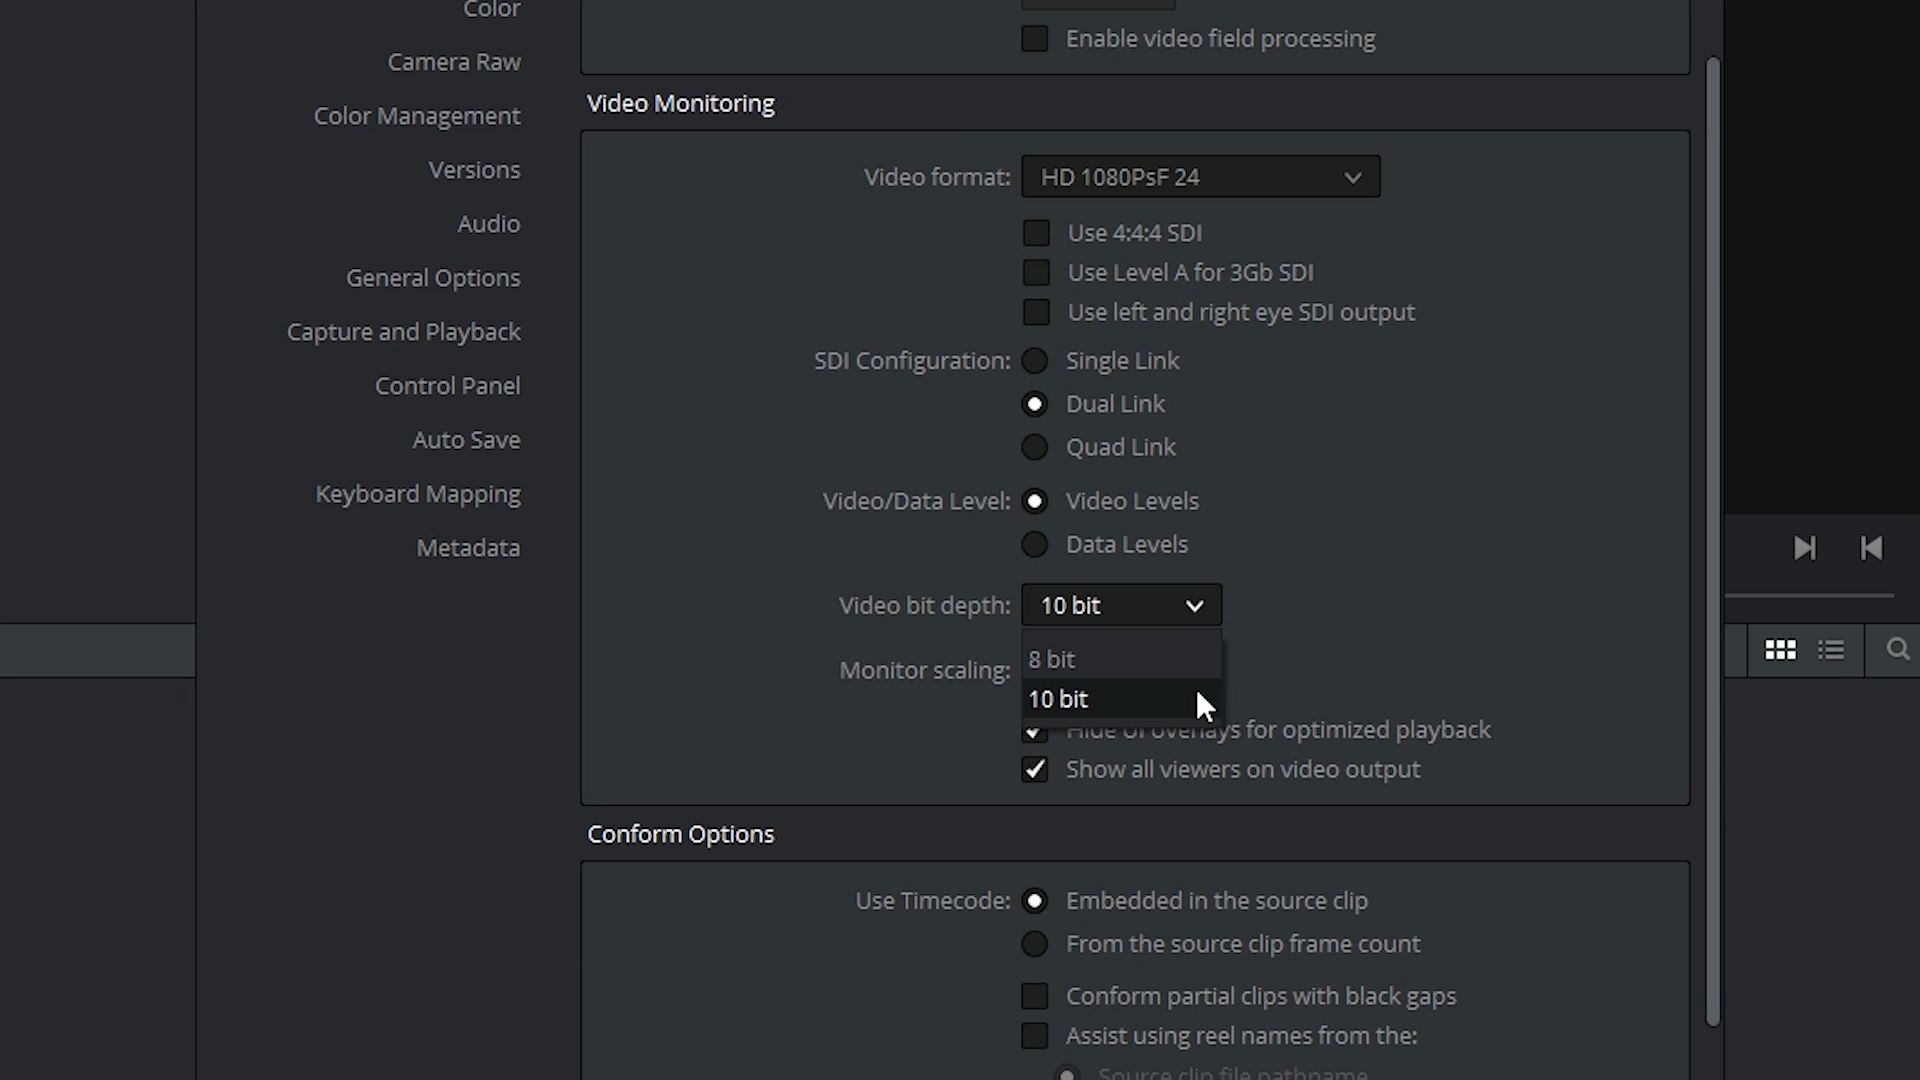 Color
Camera Raw
Color Management
Versions
Audio
General Options
Capture and Playback
Control Panel
Auto Save
Keyboard Mapping
Metadata
Enable video field processing
Video Monitoring
Video format: HD 1080PsF 24
Use 4:4:4 SDI
Use Level A for 3Gb SDI
Use left and right eye SDI output
SDI Configuration: Single Link
Dual Link
Quad Link
Video/Data Level: Video Levels
Data Levels
Video bit depth: 10 bit
8 bit
Monitor scaling:
10 bit
for optimized playback
Show all viewers on video output
Conform Options
Use Timecode: Embedded in the source clip
From the source clip frame count
Conform partial clips with black gaps
Assist using reel names from the:
Source clip file pathname